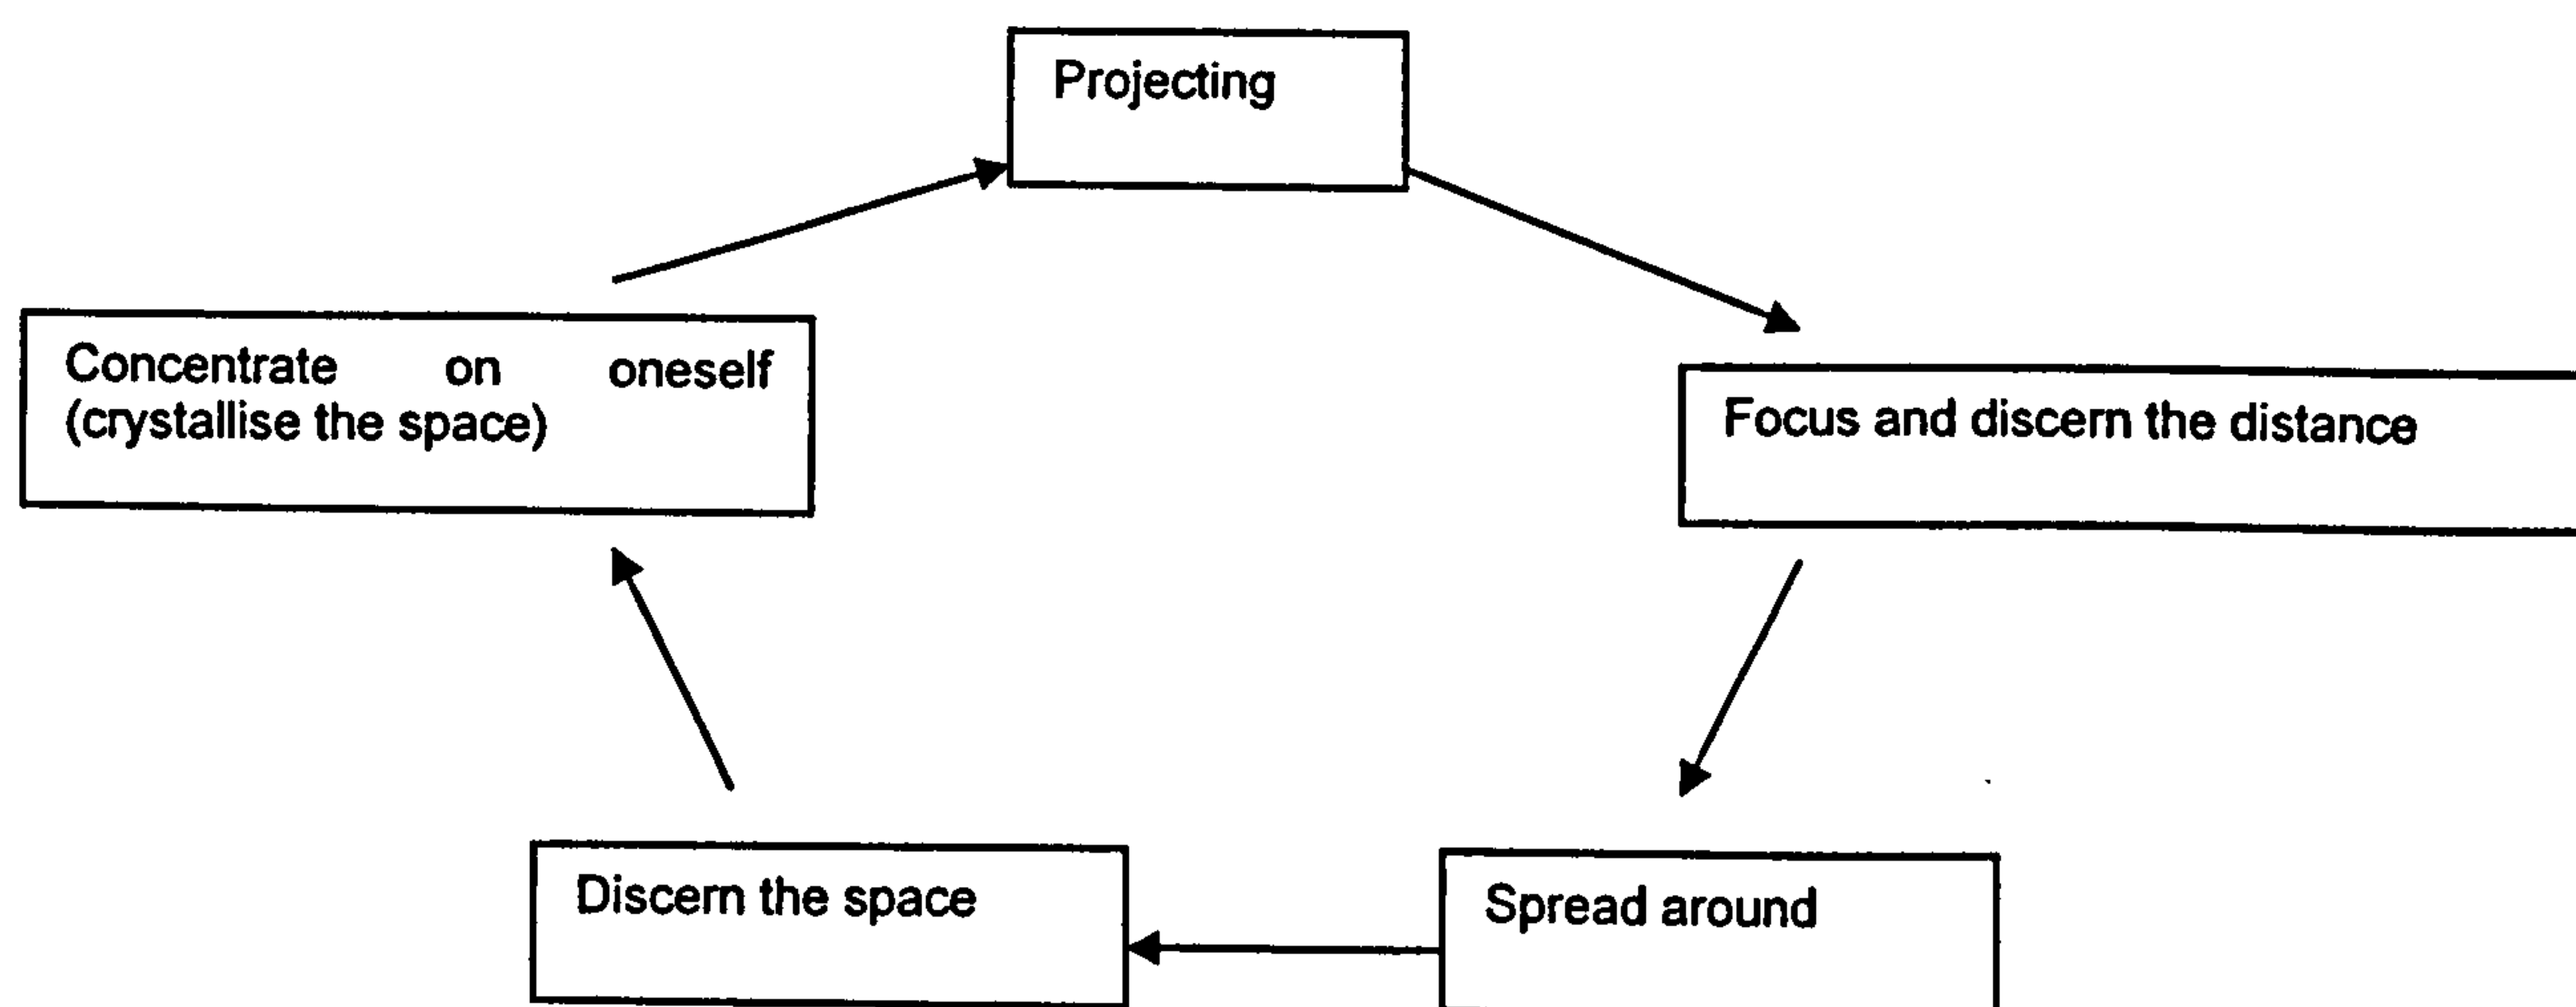 Projecting
Concentrate on oneself
(crystallise the space)
Focus and discern the distance
Discern the space
Spread around